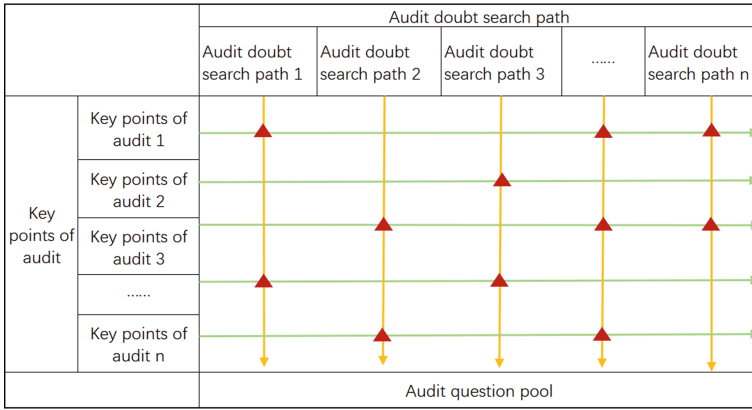 Audit doubt search path
Audit doubt
search path 1
Audit doubt
search path 2
Audit doubt
search path 3
……
Audit doubt
search path n
Key points of
audit
Key points of
audit 1
Key points of
audit 2
Key points of
audit 3
……
Key points of
audit n
Audit question pool